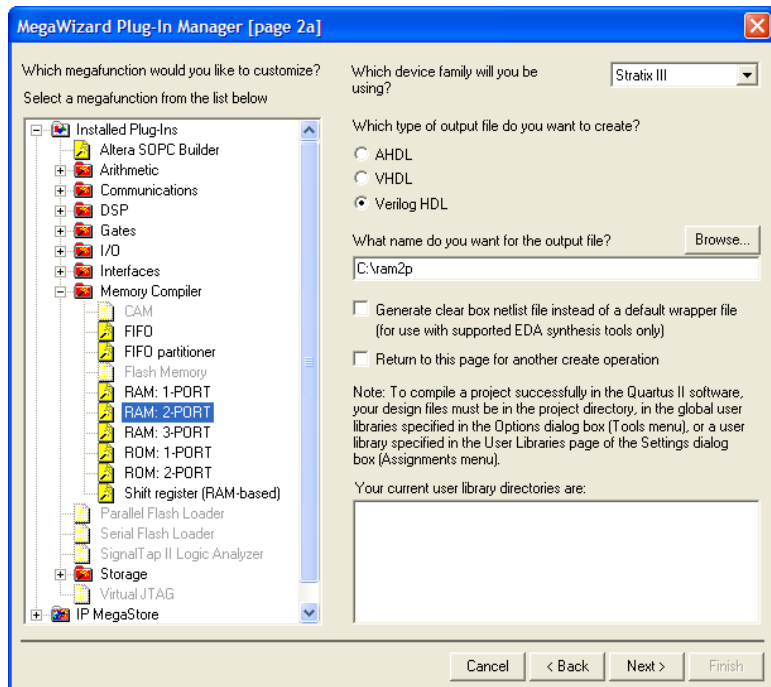 MegaWizard Plug-In Manager [page 2a]
Which megafunction would you like to customize?
Select a megafunction from the list below
Installed Plug-Ins
Altera SOPC Builder
Arithmetic
Communications
DSP
Gates
I/O
Interfaces
Memory Compiler
CAM
FIFO
FIFO partitioner
Flash Memory
RAM: 1-PORT
RAM: 2-PORT
RAM: 3-PORT
ROM: 1-PORT
ROM: 2-PORT
Shift register (RAM-based)
Parallel Flash Loader
Serial Flash Loader
SignalTap II Logic Analyzer
Storage
Virtual JTAG
IP MegaStore
Which device family will you be
using?
Stratix III
Which type of output file do you want to create?
AHDL
VHDL
Verilog HDL
What name do you want for the output file?
Browse...
C:\ram2p
Generate clear box netlist file instead of a default wrapper file
(for use with supported EDA synthesis tools only)
Return to this page for another create operation
Note: To compile a project successfully in the Quartus II software,
your design files must be in the project directory, in the global user
libraries specified in the Options dialog box (Tools menu), or a user
library specified in the User Libraries page of the Settings dialog
box (Assignments menu).
Your current user library directories are:
Cancel
< Back
Next >
Finish